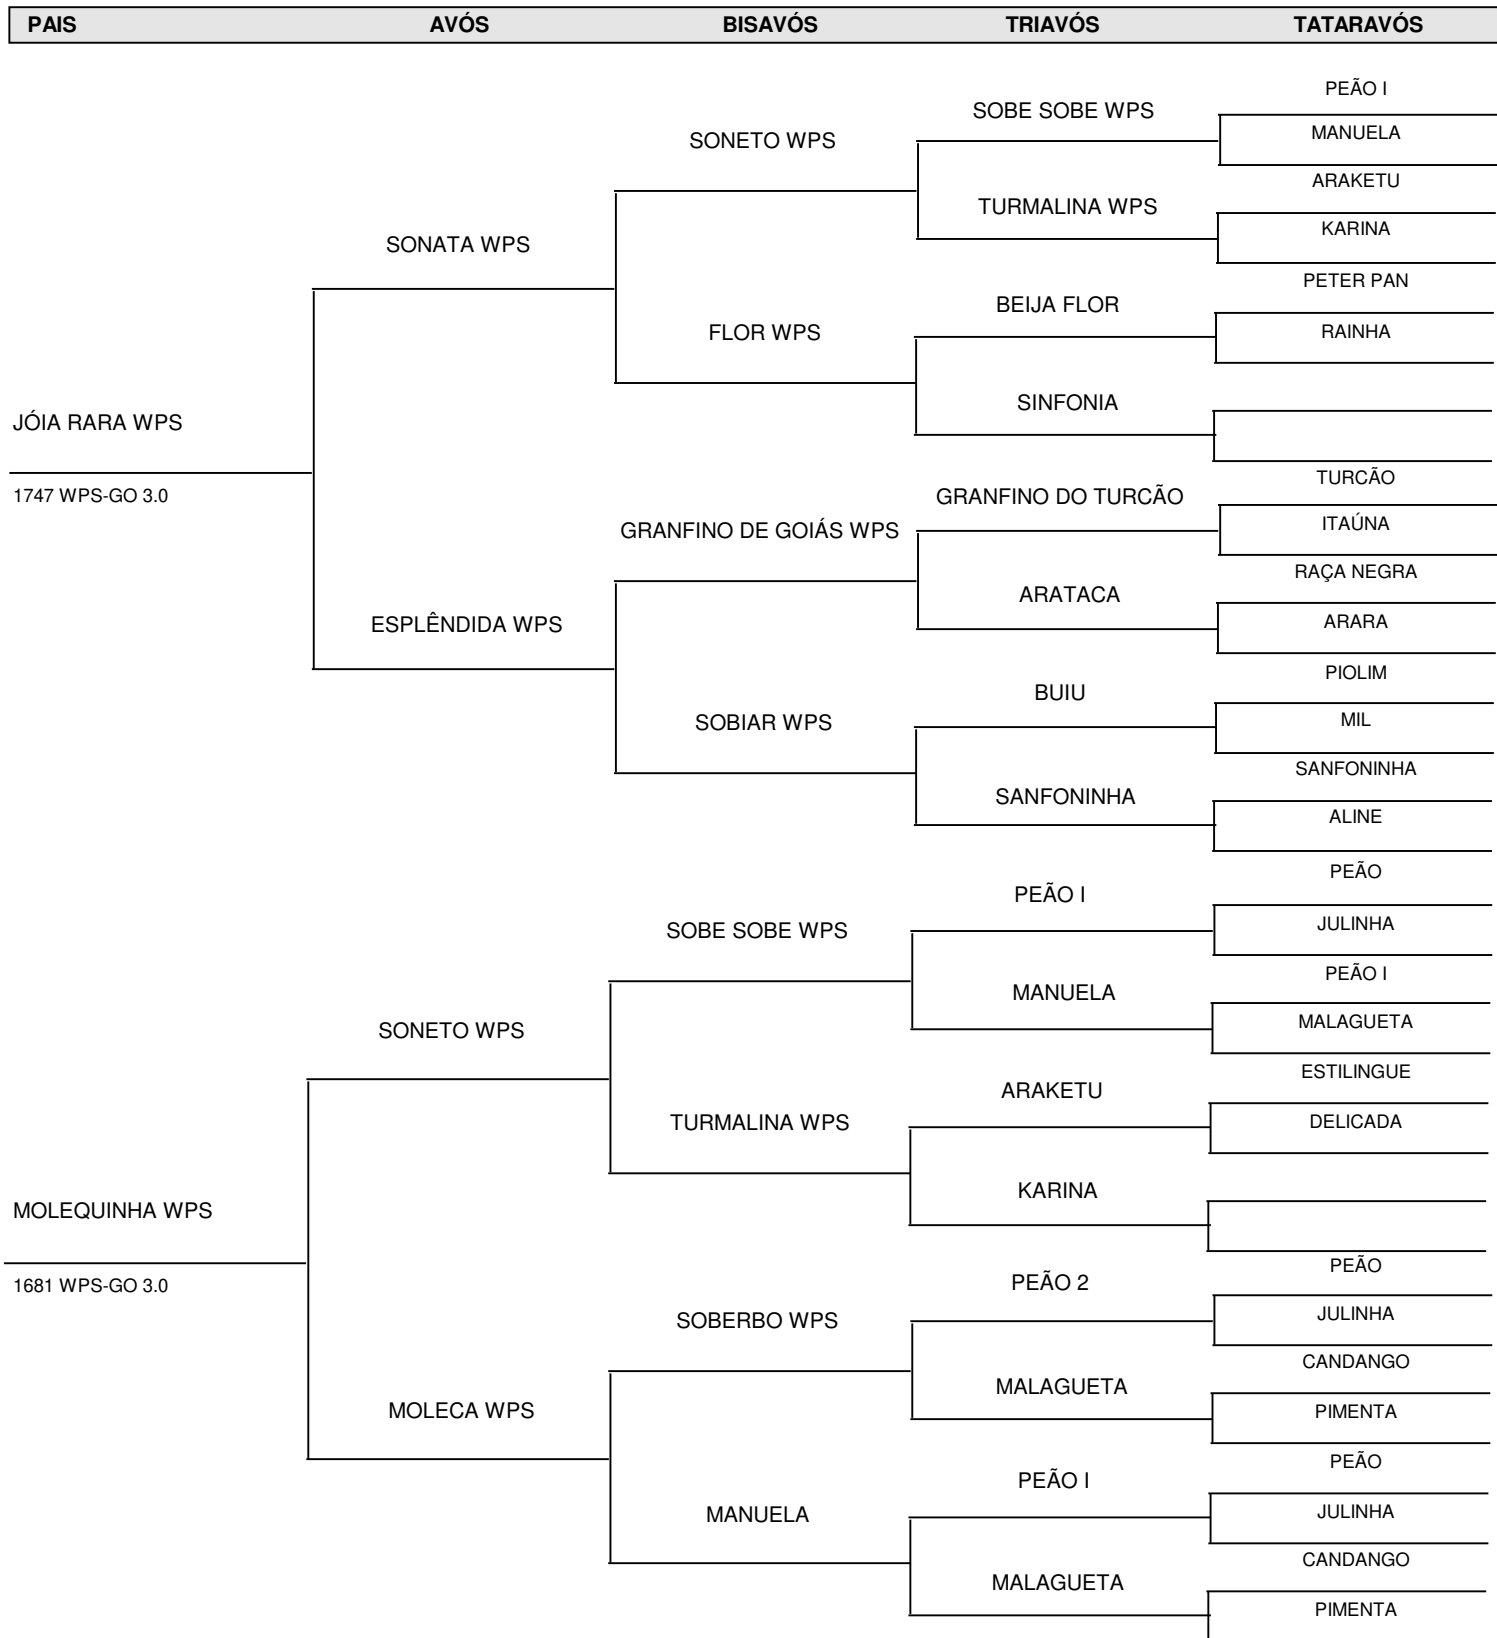 PAIS AVÓS BISAVÓS TRIAVÓS TATARAVÓS
PEÃO I
SOBE SOBE WPS
MANUELA
SONETO WPS
ARAKETU
TURMALINA WPS
KARINA
SONATA WPS
PETER PAN
BEIJA FLOR
RAINHA
FLOR WPS
SINFONIA
JÓIA RARA WPS
TURCÃO
1747 WPS-GO 3.0
GRANFINO DO TURCÃO
ITAÚNA
GRANFINO DE GOIÁS WPS
RAÇA NEGRA
ARATACA
ARARA
ESPLÊNDIDA WPS
PIOLIM
BUIU
MIL
SOBIAR WPS
SANFONINHA
SANFONINHA
ALINE
PEÃO
PEÃO I
JULINHA
SOBE SOBE WPS
PEÃO I
MANUELA
MALAGUETA
SONETO WPS
ESTILINGUE
ARAKETU
DELICADA
TURMALINA WPS
KARINA
MOLEQUINHA WPS
PEÃO
1681 WPS-GO 3.0
PEÃO 2
JULINHA
SOBERBO WPS
CANDANGO
MALAGUETA
PIMENTA
MOLECA WPS
PEÃO
PEÃO I
JULINHA
MANUELA
CANDANGO
MALAGUETA
PIMENTA